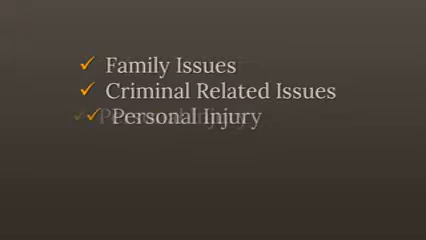 ✓ Family Issues
✓ Criminal Related Issues
✓ Personal Injury